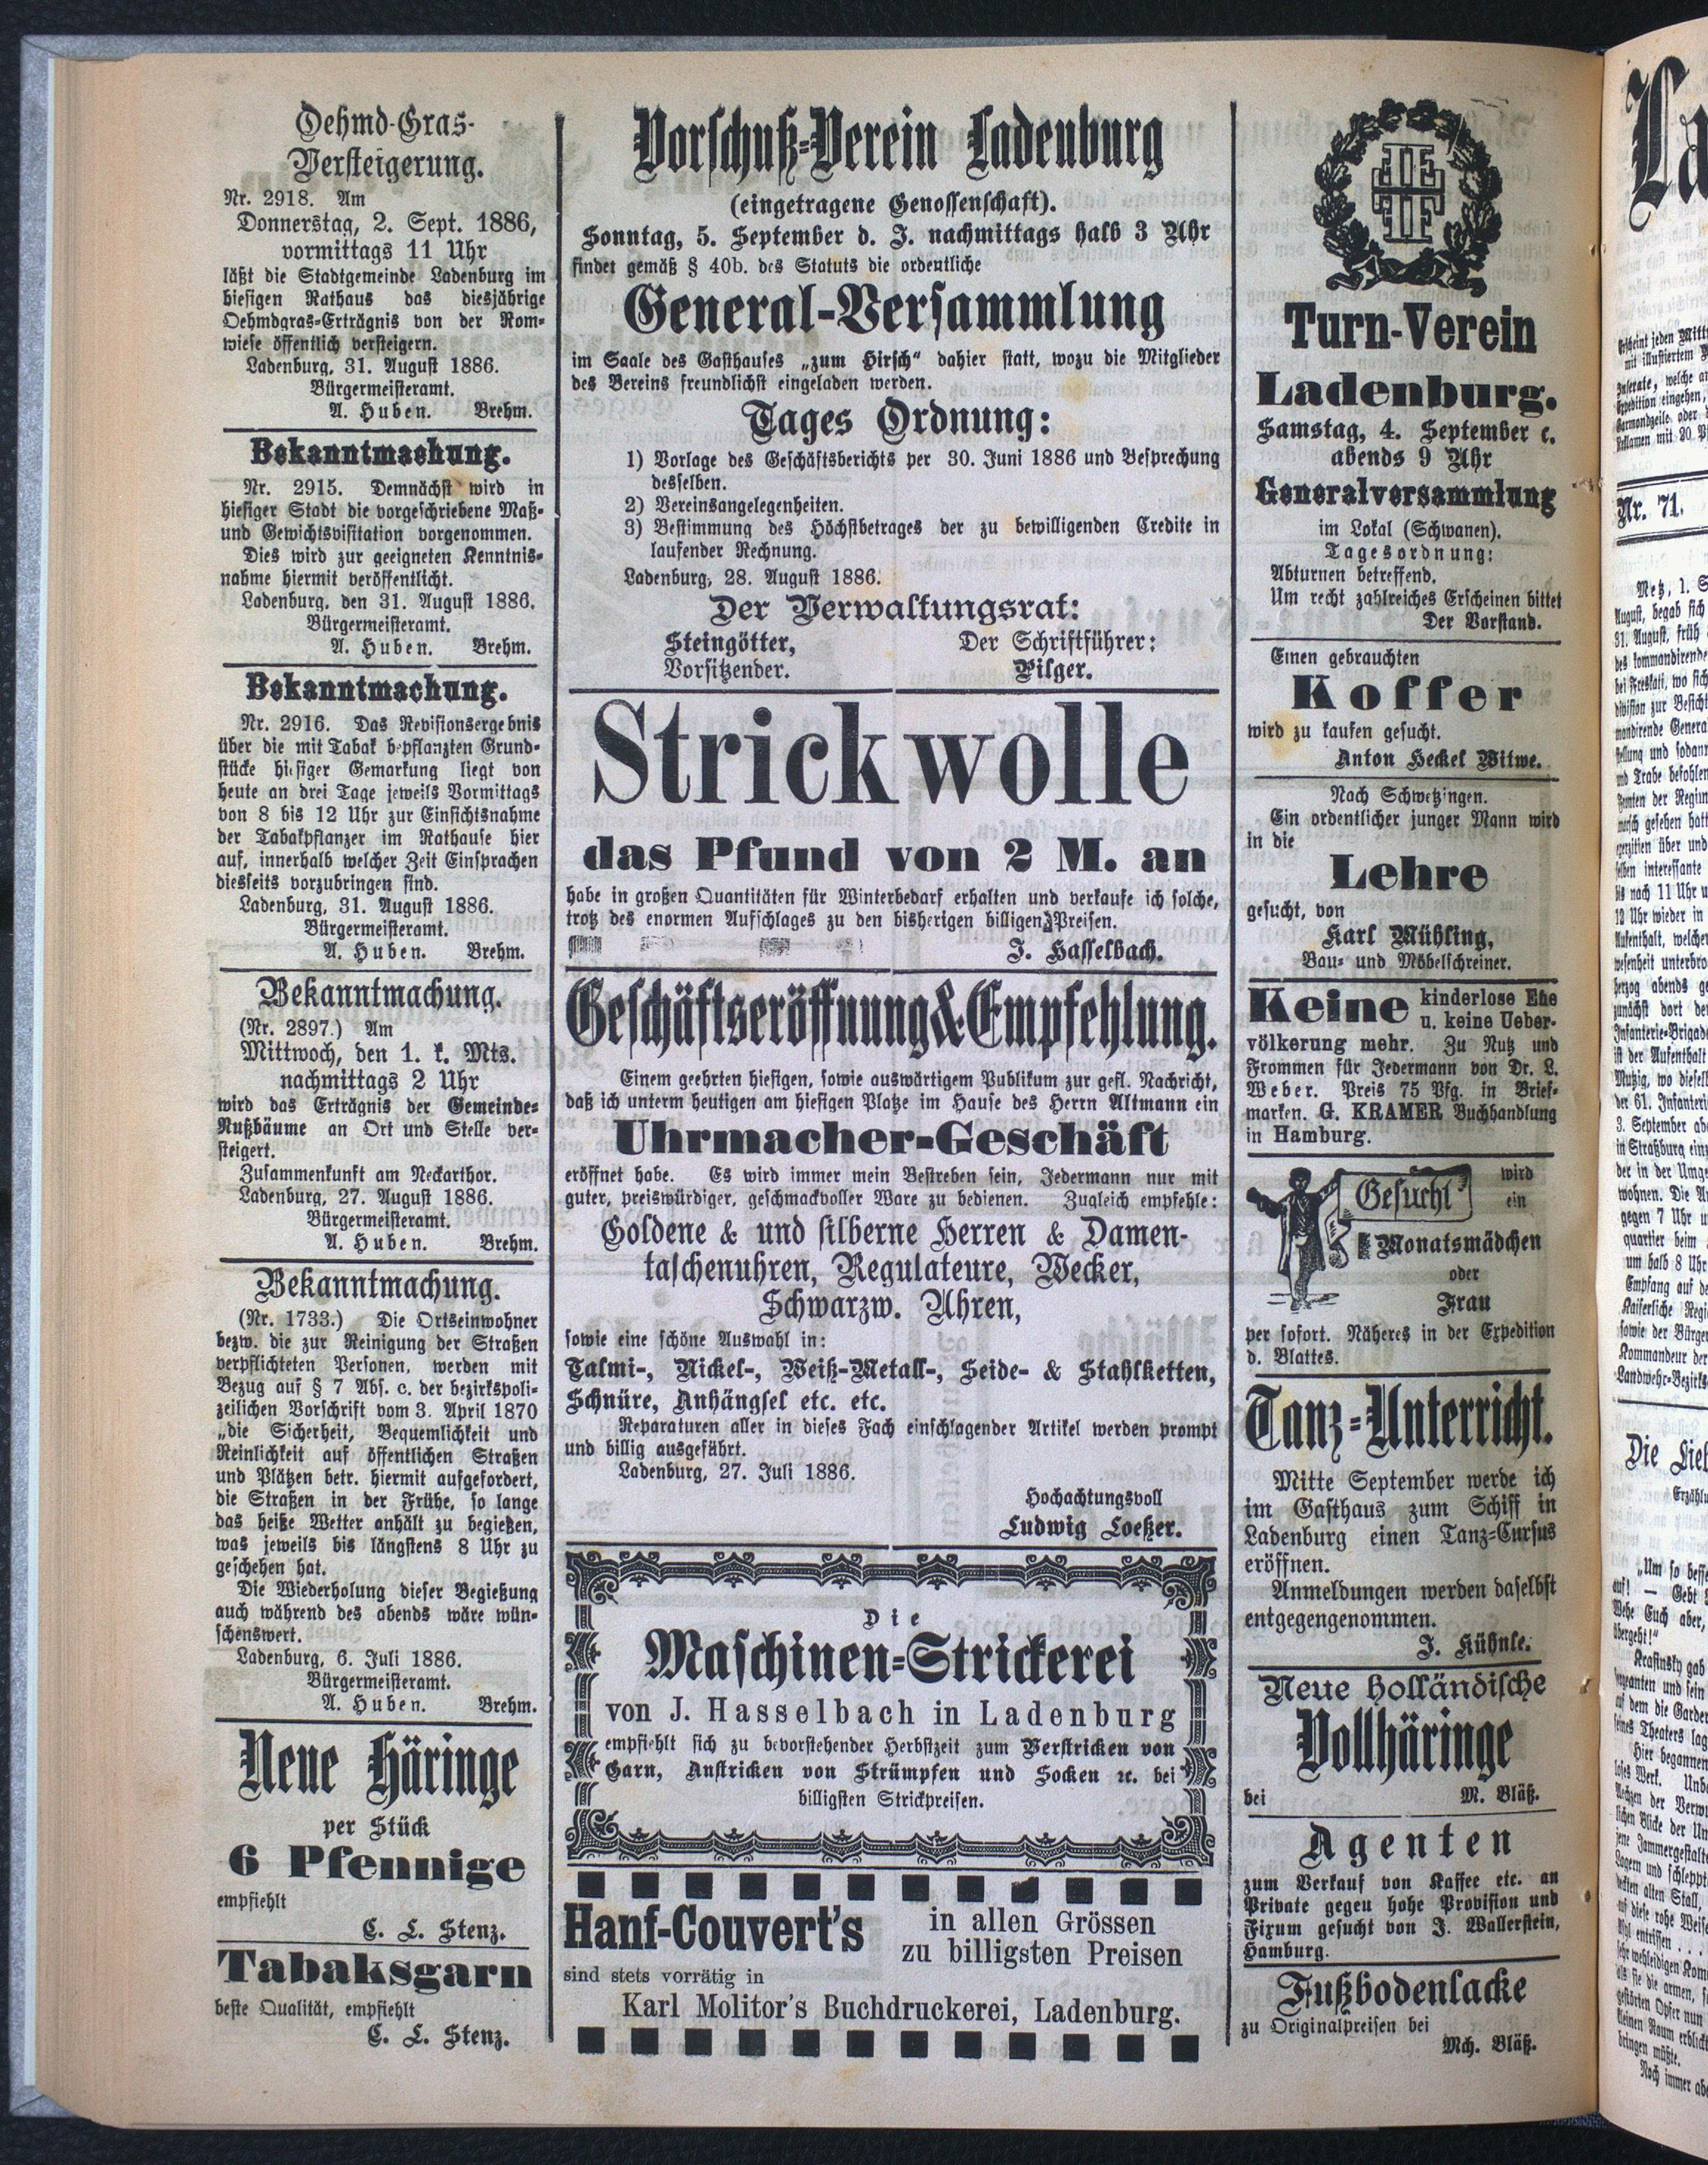 Oehmd-Gras-
Versteigerung.
Nr. 2918. Am
Donnerstag, 2. Sept. 1886,
vormittags 11 Uhr
läßt die Stadtgemeinde Ladenburg im
hiesigen Rathaus das diesjährige
Oehmdgras-Erträgnis von der Rom-
wiese öffentlich versteigern.
Ladenburg, 31. August 1886.
Bürgermeisteramt.
A. Huben. Brehm.
Bekanntmachung.
Nr. 2915. Demnächst wird in
hiesiger Stadt die vorgeschriebene Maß-
und Gewichtsvisitation vorgenommen.
Dies wird zur geeigneten Kenntnis-
nahme hiermit veröffentlicht.
Ladenburg, den 31. August 1886.
Bürgermeisteramt.
A. Huben. Brehm.
Bekanntmachung.
Nr. 2916. Das Revisionsergebnis
über die mit Tabak bepflanzten Grund-
stücke hiesiger Gemarkung liegt von
heute an drei Tage jeweils Vormittags
von 8 bis 12 Uhr zur Einsichtsnahme
der Tabakpflanzer im Rathause hier
auf, innerhalb welcher Zeit Einsprachen
diesseits vorzubringen sind.
Ladenburg, 31. August 1886.
Bürgermeisteramt.
A. Huben. Brehm.
Bekanntmachung.
(Nr. 2897.) Am
Mittwoch, den 1. k. Mts.
nachmittags 2 Uhr
wird das Erträgnis der Gemeinde-
Nußbäume an Ort und Stelle ver-
steigert.
Zusammenkunft am Neckarthor.
Ladenburg, 27. August 1886.
Bürgermeisteramt.
A. Huben. Brehm.
Bekanntmachung.
(Nr. 1733.) Die Ortseinwohner
bezw. die zur Reinigung der Straßen
verpflichteten Personen, werden mit
Bezug auf § 7 Abs. c. der bezirkspoli-
zeilichen Vorschrift vom 3. April 1870
„die Sicherheit, Bequemlichkeit und
Reinlichkeit auf öffentlichen Straßen
und Plätzen betr. hiermit aufgefordert,
die Straßen in der Frühe, so lange
das heiße Wetter anhält zu begießen,
was jeweils bis längstens 8 Uhr zu
geschehen hat.
Die Wiederholung dieser Begießung
auch während des abends wäre wün-
schenswert.
Ladenburg, 6. Juli 1886.
Bürgermeisteramt.
A. Huben. Brehm.
Neue Häringe
per Stück
6 Pfennige
empfiehlt
C. L. Stenz.
Tabaksgarn
beste Qualität, empfiehlt
C. L. Stenz.
Vorschuß-Verein Ladenburg
(eingetragene Genossenschaft).
Sonntag, 5. September d. J. nachmittags halb 3 Uhr
findet gemäß § 40b. des Statuts die ordentliche
General-Versammlung
im Saale des Gasthauses „zum Hirsch“ dahier statt, wozu die Mitglieder
des Vereins freundlichst eingeladen werden.
Tages Ordnung:
1) Vorlage des Geschäftsberichts per 30. Juni 1886 und Besprechung
desselben.
2) Vereinsangelegenheiten.
3) Bestimmung des Höchstbetrages der zu bewilligenden Credite in
laufender Rechnung.
Ladenburg, 28. August 1886.
Der Verwaltungsrat:
Steingötter, Der Schriftführer:
Vorsitzender. Pilger.
Strickwolle
das Pfund von 2 M. an
habe in großen Quantitäten für Winterbedarf erhalten und verkaufe ich solche,
trotz des enormen Aufschlages zu den bisherigen billigen Preisen.
J. Hasselbach.
Geschäftseröffnung & Empfehlung.
Einem geehrten hiesigen, sowie auswärtigem Publikum zur gefl. Nachricht,
daß ich unterm heutigen am hiesigen Platze im Hause des Herrn Altmann ein
Uhrmacher-Geschäft
eröffnet habe. Es wird immer mein Bestreben sein, Jedermann nur mit
guter, preiswürdiger, geschmackvoller Ware zu bedienen. Zugleich empfehle:
Goldene & und silberne Herren & Damen-
taschenuhren, Regulateure, Wecker,
Schwarzw. Uhren,
sowie eine schöne Auswahl in:
Talmi-, Nickel-, Weiß-Metall-, Seide- & Stahlketten,
Schnüre, Anhängsel etc. etc.
Reparaturen aller in dieses Fach einschlagender Artikel werden prompt
und billig ausgeführt.
Ladenburg, 27. Juli 1886.
Hochachtungsvoll
Ludwig Loeßer.
Die
Maschinen-Strickerei
von J. Hasselbach in Ladenburg
empfiehlt sich zu bevorstehender Herbstzeit zum Verstricken von
Garn, Anstricken von Strümpfen und Socken ꝛc. bei
billigsten Strickpreisen.
Hanf-Couvert's in allen Grössen
zu billigsten Preisen
sind stets vorrätig in
Karl Molitor's Buchdruckerei, Ladenburg.
Turn-Verein
Ladenburg.
Samstag, 4. September c.
abends 9 Uhr
Generalversammlung
im Lokal (Schwanen).
Tagesordnung:
Abturnen betreffend.
Um recht zahlreiches Erscheinen bittet
Der Vorstand.
Einen gebrauchten
Koffer
wird zu kaufen gesucht.
Anton Heckel Witwe.
Nach Schwetzingen.
Ein ordentlicher junger Mann wird
in die
Lehre
gesucht, von
Karl Mühling,
Bau- und Möbelschreiner.
Keine kinderlose Ehe
u. keine Ueber-
völkerung mehr. Zu Nutz und
Frommen für Jedermann von Dr. L.
Weber. Preis 75 Pfg. in Brief-
marken. G. KRAMER Buchhandlung
in Hamburg.
Gesucht wird
ein
Monatsmädchen
oder
Frau
per sofort. Näheres in der Expedition
d. Blattes.
Tanz-Unterricht.
Mitte September werde ich
im Gasthaus zum Schiff in
Ladenburg einen Tanz-Cursus
eröffnen.
Anmeldungen werden daselbst
entgegengenommen.
J. Kühnle.
Neue holländische
Vollhäringe
bei M. Bläß.
Agenten
zum Verkauf von Kaffee etc. an
Private gegeu hohe Provision und
Fixum gesucht von J. Wallerstein,
Hamburg.
Fußbodenlacke
zu Originalpreisen bei
Mch. Bläß.
La
Nr. 71.